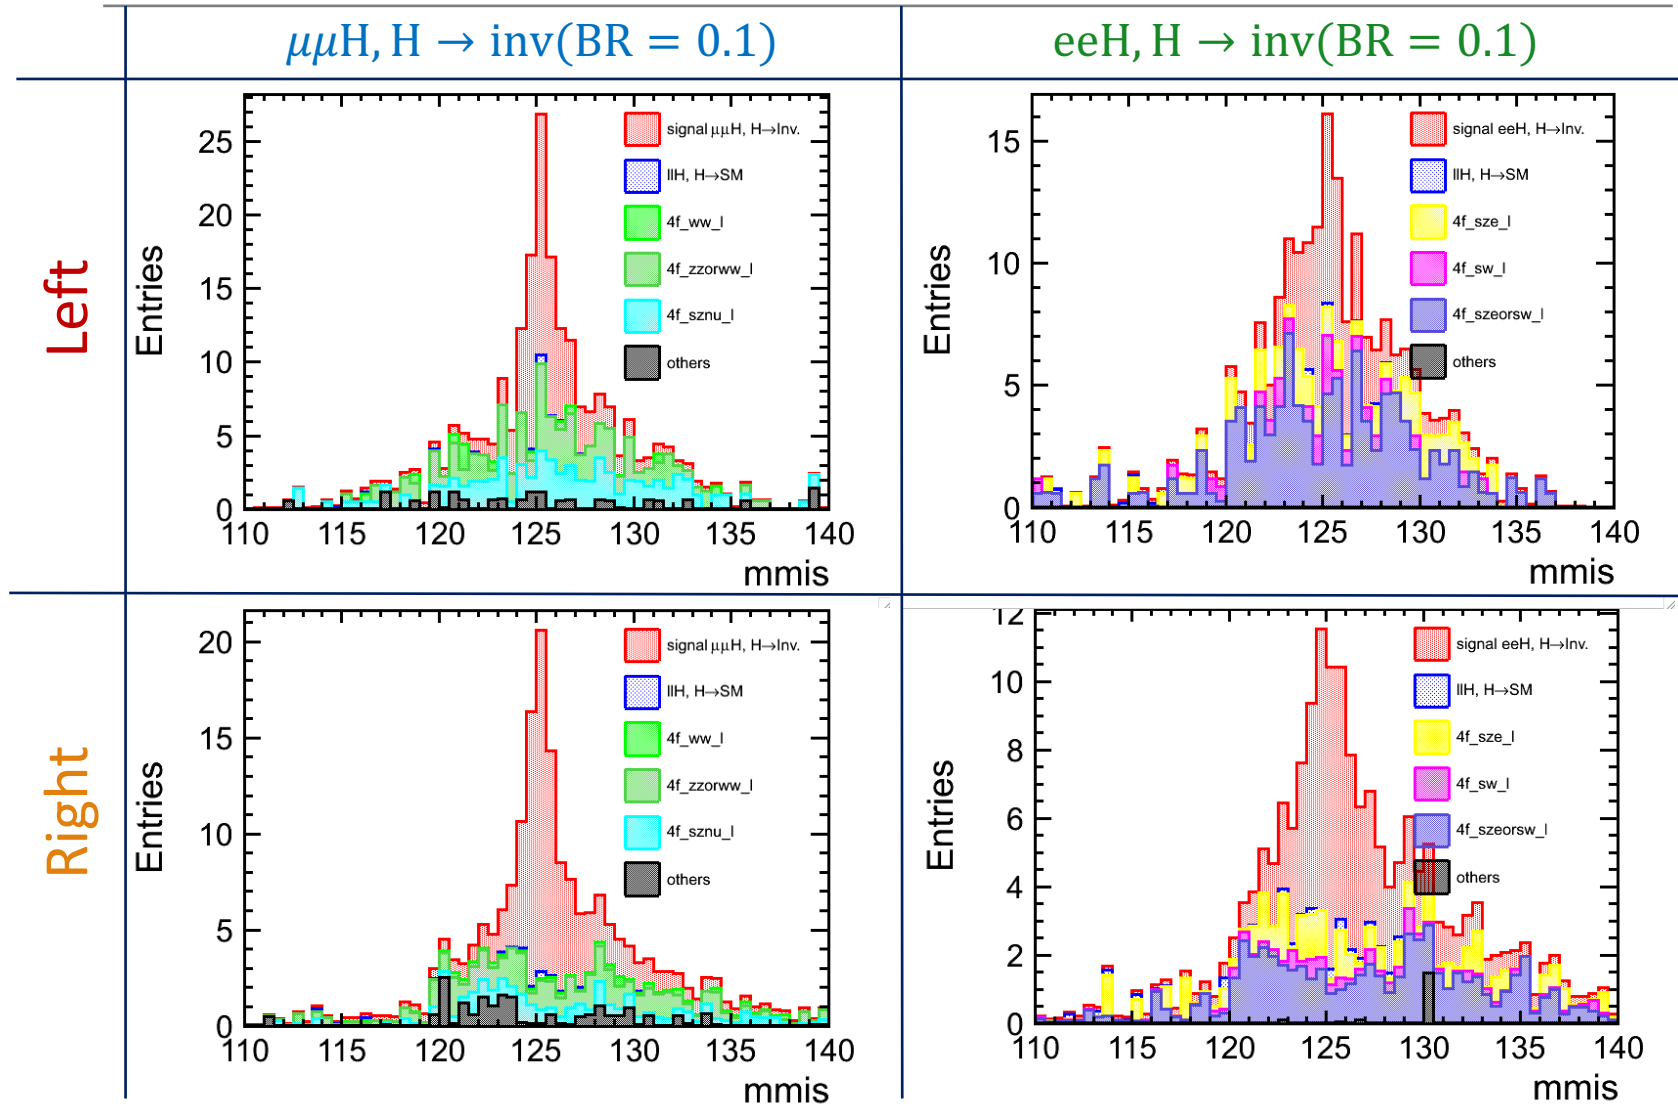 μμH, H → inv(BR = 0.1)
eeH, H → inv(BR = 0.1)
Left
Entries
25
20
15
10
5
0
110 115 120 125 130 135 140
mmis
signal μμH, H→Inv.
llH, H→SM
4f_ww_l
4f_zzorww_l
4f_sznu_l
others
Entries
15
10
5
0
110 115 120 125 130 135 140
mmis
signal eeH, H→Inv.
llH, H→SM
4f_sze_l
4f_sw_l
4f_szeorsw_l
others
Right
Entries
20
15
10
5
0
110 115 120 125 130 135 140
mmis
signal μμH, H→Inv.
llH, H→SM
4f_ww_l
4f_zzorww_l
4f_sznu_l
others
Entries
12
10
8
6
4
2
0
110 115 120 125 130 135 140
mmis
signal eeH, H→Inv.
llH, H→SM
4f_sze_l
4f_sw_l
4f_szeorsw_l
others